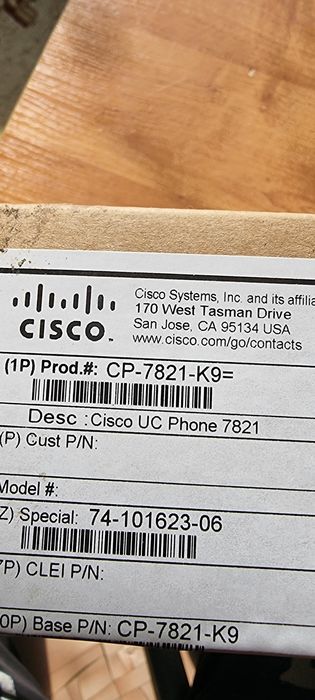 Cisco Systems, Inc. and its affilia
170 West Tasman Drive
San Jose, CA 95134 USA
www.cisco.com/go/contacts
CISCO
(1P) Prod.#: CP-7821-K9=
Desc :Cisco UC Phone 7821
(P) Cust P/N:
Model #:
Z) Special: 74-101623-06
7P) CLEI P/N:
0P) Base P/N: CP-7821-K9